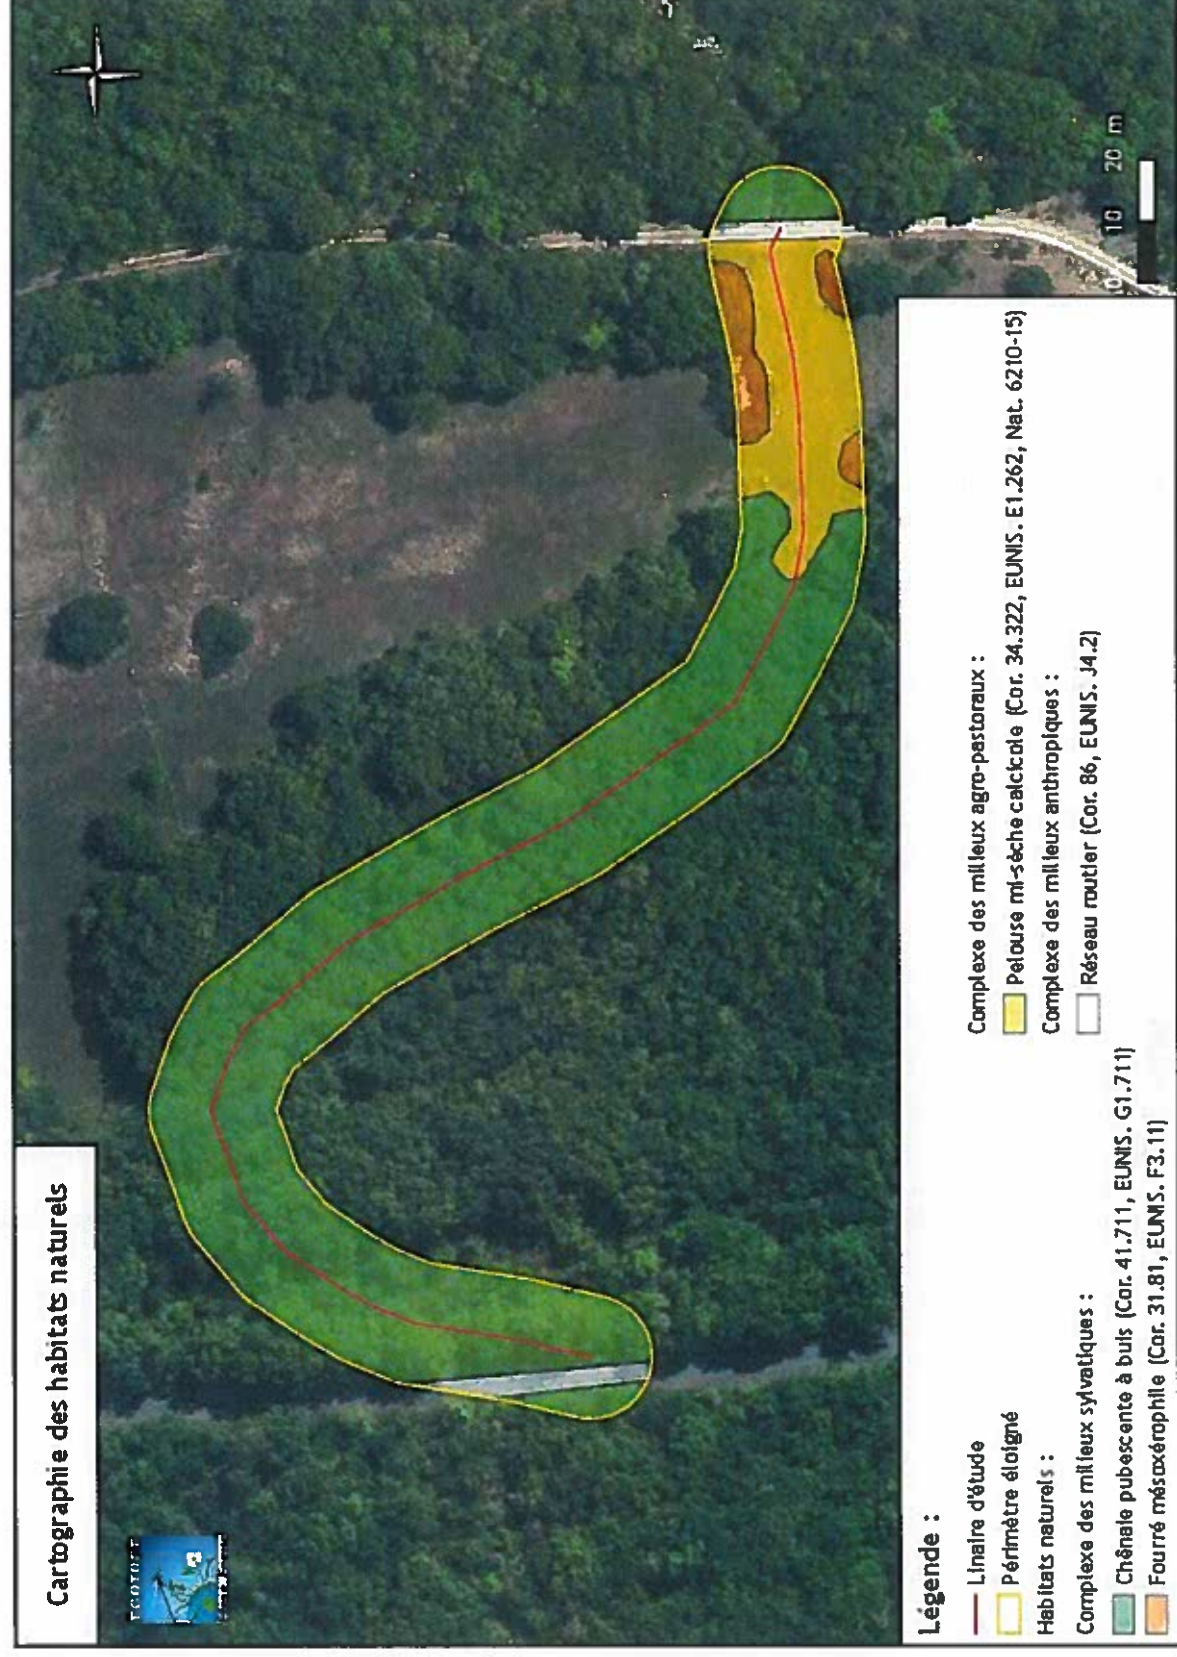 Cartographie des habitats naturels
10 20 m
Légende :
Linaire d'étude
Périmètre éloigné
Habitats naturels :
Complexe des milieux sylvatiques :
Chênaie pubescente à buis (Cor. 41.711, EUNIS. G1.711)
Fourré mésoxérophile (Cor. 31.81, EUNIS. F3.11)
Complexe des milieux agro-pastoraux :
Pelouse mi-sèche calcicole (Cor. 34.322, EUNIS. E1.262, Nat. 6210-15)
Complexe des milieux anthropiques :
Réseau routier (Cor. 86, EUNIS. J4.2)